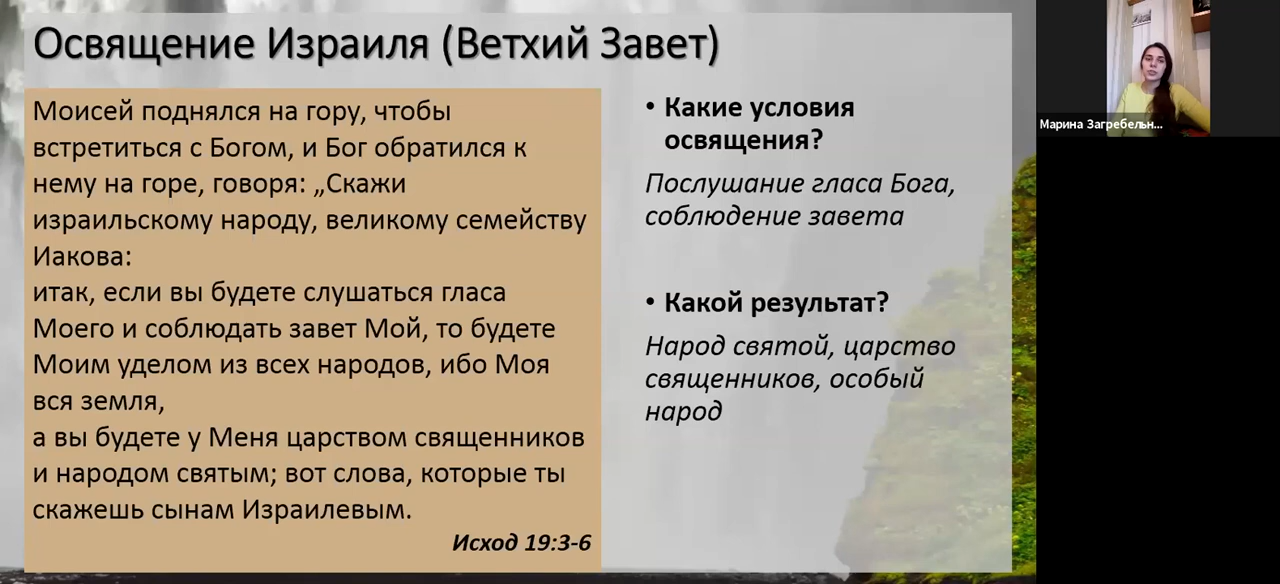 Освящение Израиля (Ветхий Завет)
Моисей поднялся на гору, чтобы
встретиться с Богом, и Бог обратился к
нему на горе, говоря: „Скажи
израильскому народу, великому семейству
Иакова:
итак, если вы будете слушаться гласа
Моего и соблюдать завет Мой, то будете
Моим уделом из всех народов, ибо Моя
вся земля,
а вы будете у Меня царством священников
и народом святым; вот слова, которые ты
скажешь сынам Израилевым.
Исход 19:3-6
• Какие условия
освящения?
Послушание гласа Бога,
соблюдение завета
• Какой результат?
Народ святой, царство
священников, особый
народ
Марина Загребельн...